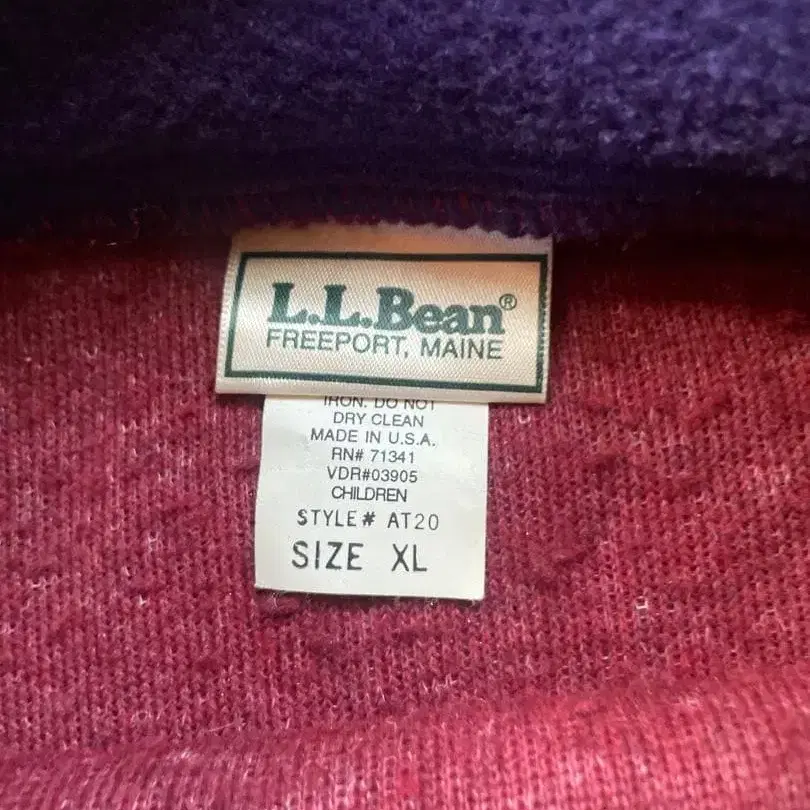 L.L.Bean®
FREEPORT, MAINE
IRON. DO NOT
DRY CLEAN
MADE IN U.S.A.
RN# 71341
VDR#03905
CHILDREN
STYLE# AT20
SIZE XL